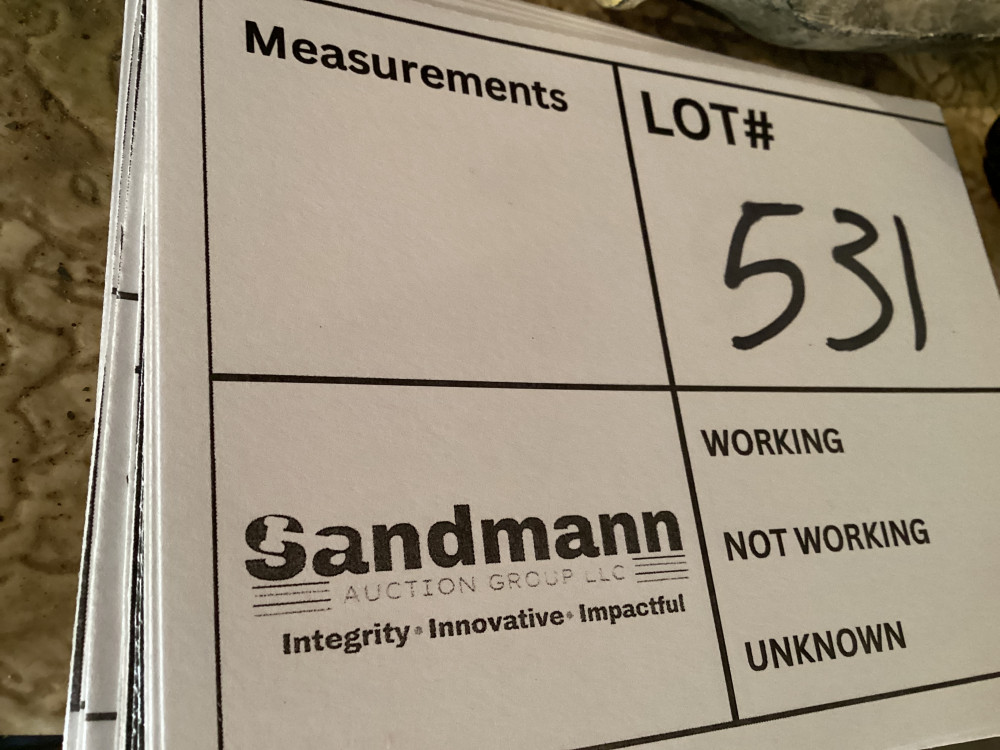 Measurements
LOT#
531
WORKING
NOT WORKING
UNKNOWN
Sandmann
AUCTION GROUP LLC
Integrity • Innovative • Impactful